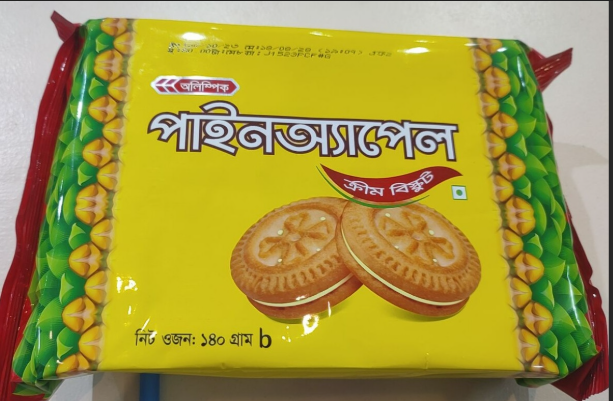 অলিম্পিক
পাইনঅ্যাপেল
ক্রীম বিস্কুট
নিট ওজন: ১৪০ গ্রাম b